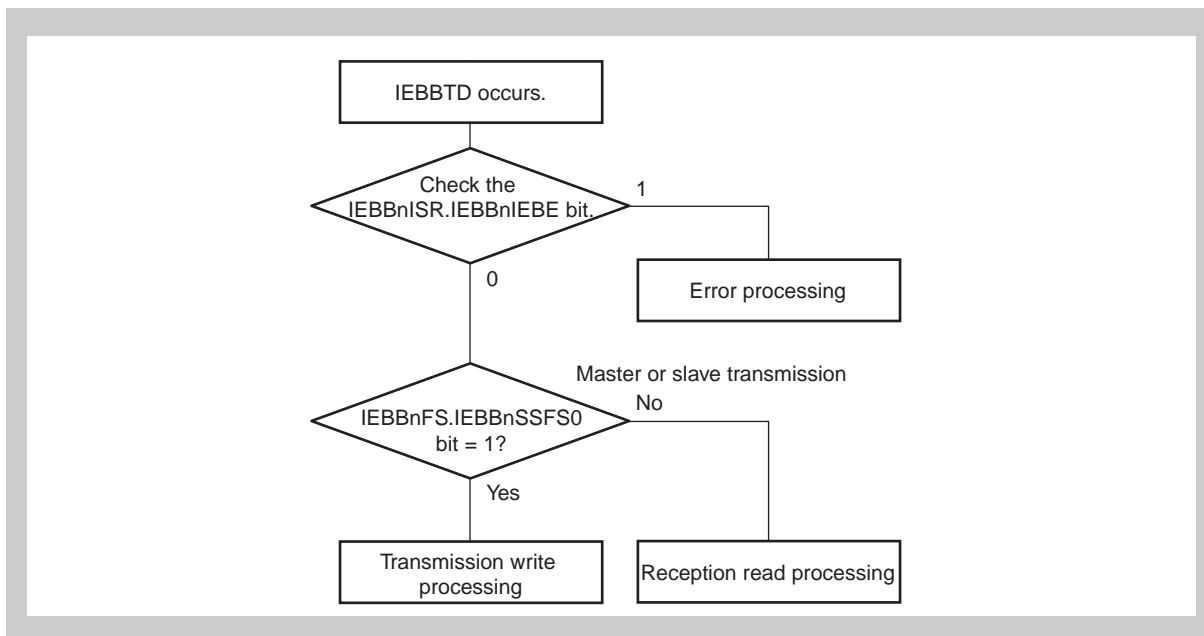 IEBBTD occurs.
Check the
IEBBnISR.IEBBnIEBE bit.
1
0
Error processing
Master or slave transmission
No
IEBBnFS.IEBBnSSFS0
bit = 1?
Yes
Transmission write
processing
Reception read processing